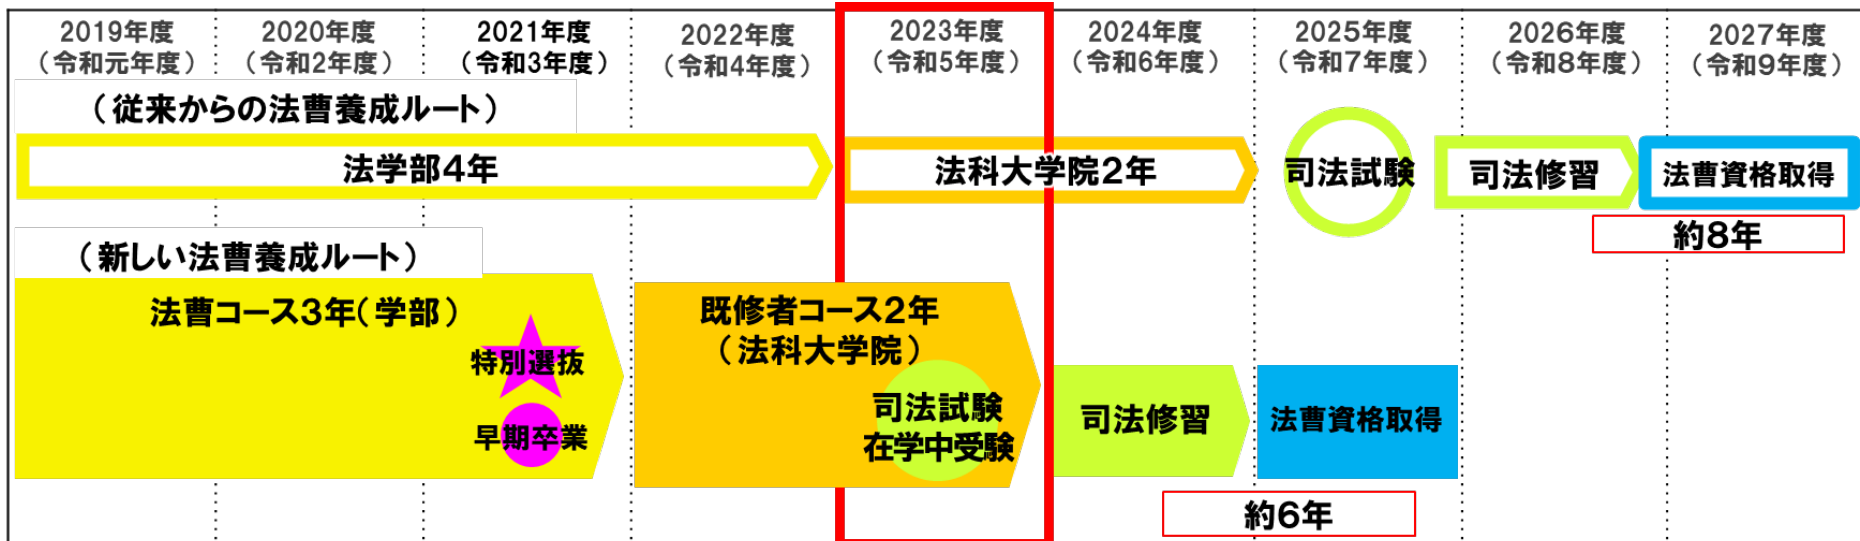 2019年度
（令和元年度）
2020年度
（令和2年度）
2021年度
（令和3年度）
2022年度
（令和4年度）
2023年度
（令和5年度）
2024年度
（令和6年度）
2025年度
（令和7年度）
2026年度
（令和8年度）
2027年度
（令和9年度）
（従来からの法曹養成ルート）
法学部4年
法科大学院2年
司法試験
司法修習
法曹資格取得
約8年
（新しい法曹養成ルート）
法曹コース3年（学部）
特別選抜
早期卒業
既修者コース2年
（法科大学院）
司法試験
在学中受験
司法修習
法曹資格取得
約6年